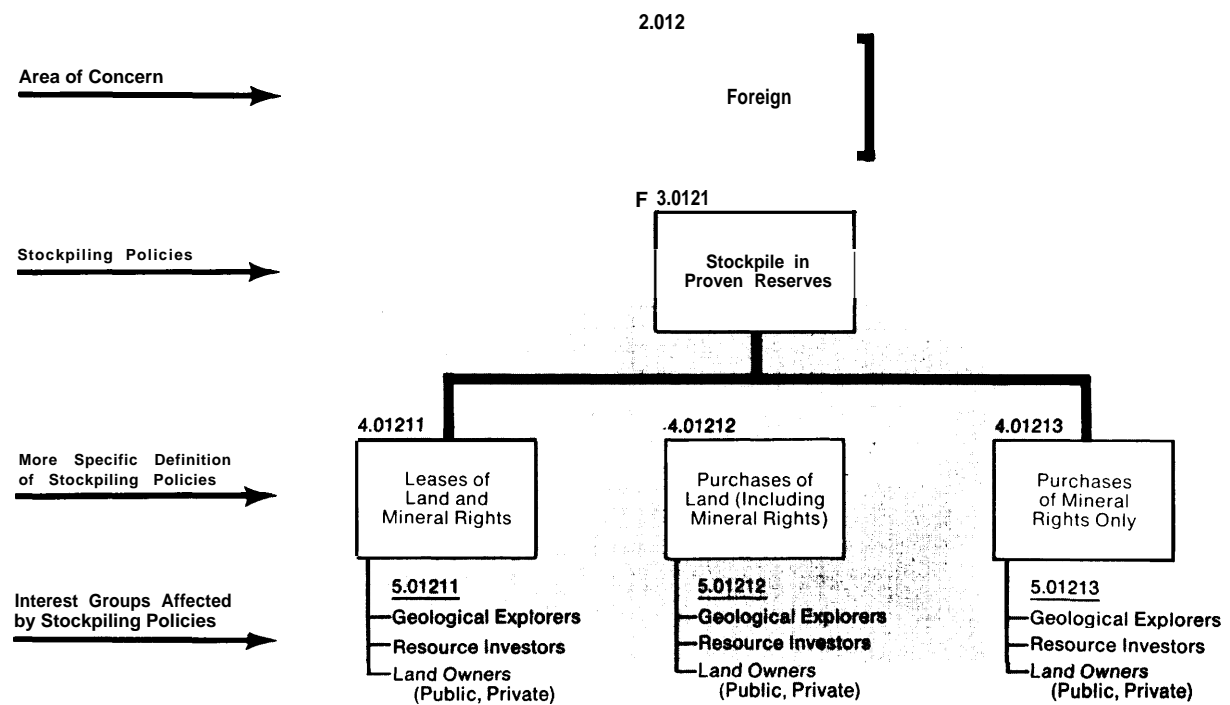 2.012
Area of Concern
Foreign
F 3.0121
Stockpiling Policies
Stockpile in
Proven Reserves
4.01211
4.01212
4.01213
More Specific Definition
of Stockpiling Policies
Leases of
Land and
Mineral Rights
Purchases of
Land (Including
Mineral Rights)
Purchases
of Mineral
Rights Only
Interest Groups Affected
by Stockpiling Policies
5.01211
Geological Explorers
Resource Investors
Land Owners
(Public, Private)
5.01212
Geological Explorers
Resource Investors
Land Owners
(Public, Private)
5.01213
Geological Explorers
Resource Investors
Land Owners
(Public, Private)